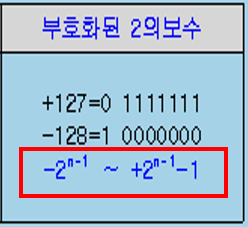 부호화된 2의보수
+127=0 1111111
-128=1 0000000
-2ⁿ⁻¹ ~ +2ⁿ⁻¹-1